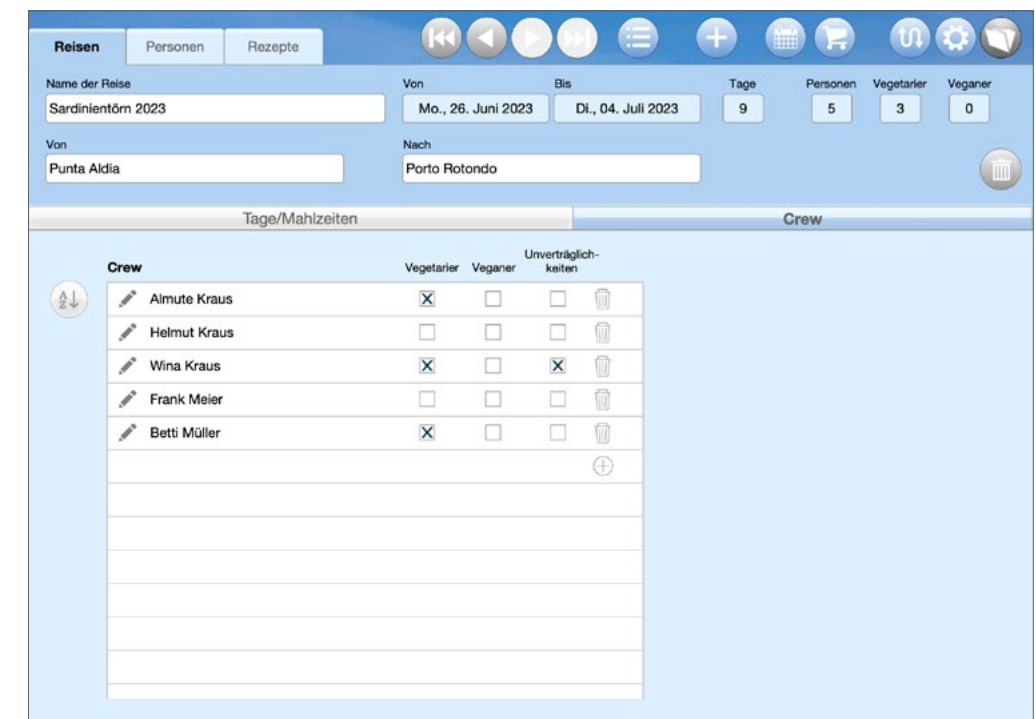 Reisen Personen Rezepte
Name der Reise Von Bis Tage Personen Vegetarier Veganer
Sardinientörn 2023 Mo., 26. Juni 2023 Di., 04. Juli 2023 9 5 3 0
Von Nach
Punta Aldia Porto Rotondo
Tage/Mahlzeiten Crew
Crew Vegetarier Veganer Unverträglich-
keiten
A
Z
Almute Kraus
Helmut Kraus
Wina Kraus
Frank Meier
Betti Müller